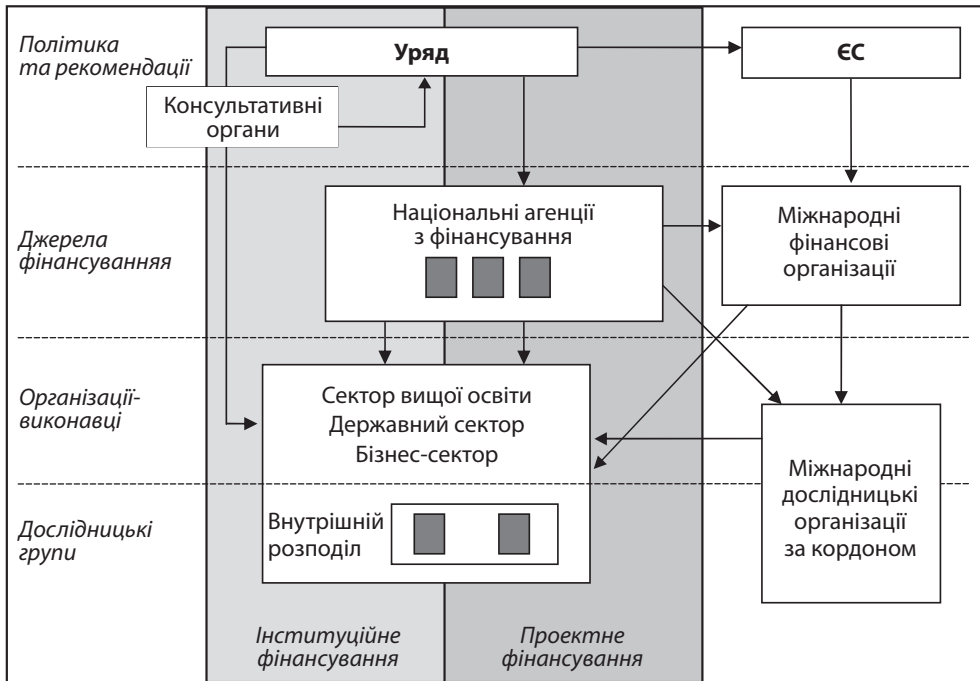 Політика
та рекомендації
Уряд
ЄС
Консультативні
органи
Джерела
фінансуванняя
Національні агенції
з фінансування
Міжнародні
фінансові
організації
Організації-
виконавці
Сектор вищої освіти
Державний сектор
Бізнес-сектор
Міжнародні
дослідницькі
організації
за кордоном
Дослідницькі
групи
Внутрішній
розподіл
Інституційне
фінансування
Проектне
фінансування